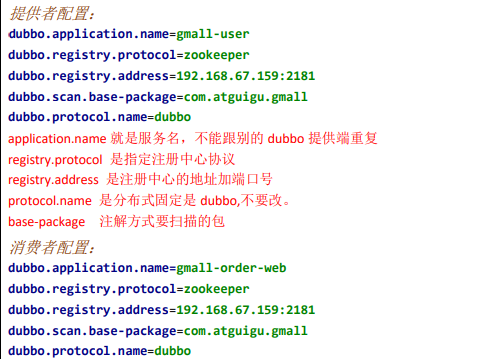 提供者配置：
dubbo.application.name=gmall-user
dubbo.registry.protocol=zookeeper
dubbo.registry.address=192.168.67.159:2181
dubbo.scan.base-package=com.atguigu.gmall
dubbo.protocol.name=dubbo
application.name 就是服务名，不能跟别的 dubbo 提供端重复
registry.protocol 是指定注册中心协议
registry.address 是注册中心的地址加端口号
protocol.name 是分布式固定是 dubbo,不要改。
base-package 注解方式要扫描的包
消费者配置：
dubbo.application.name=gmall-order-web
dubbo.registry.protocol=zookeeper
dubbo.registry.address=192.168.67.159:2181
dubbo.scan.base-package=com.atguigu.gmall
dubbo.protocol.name=dubbo